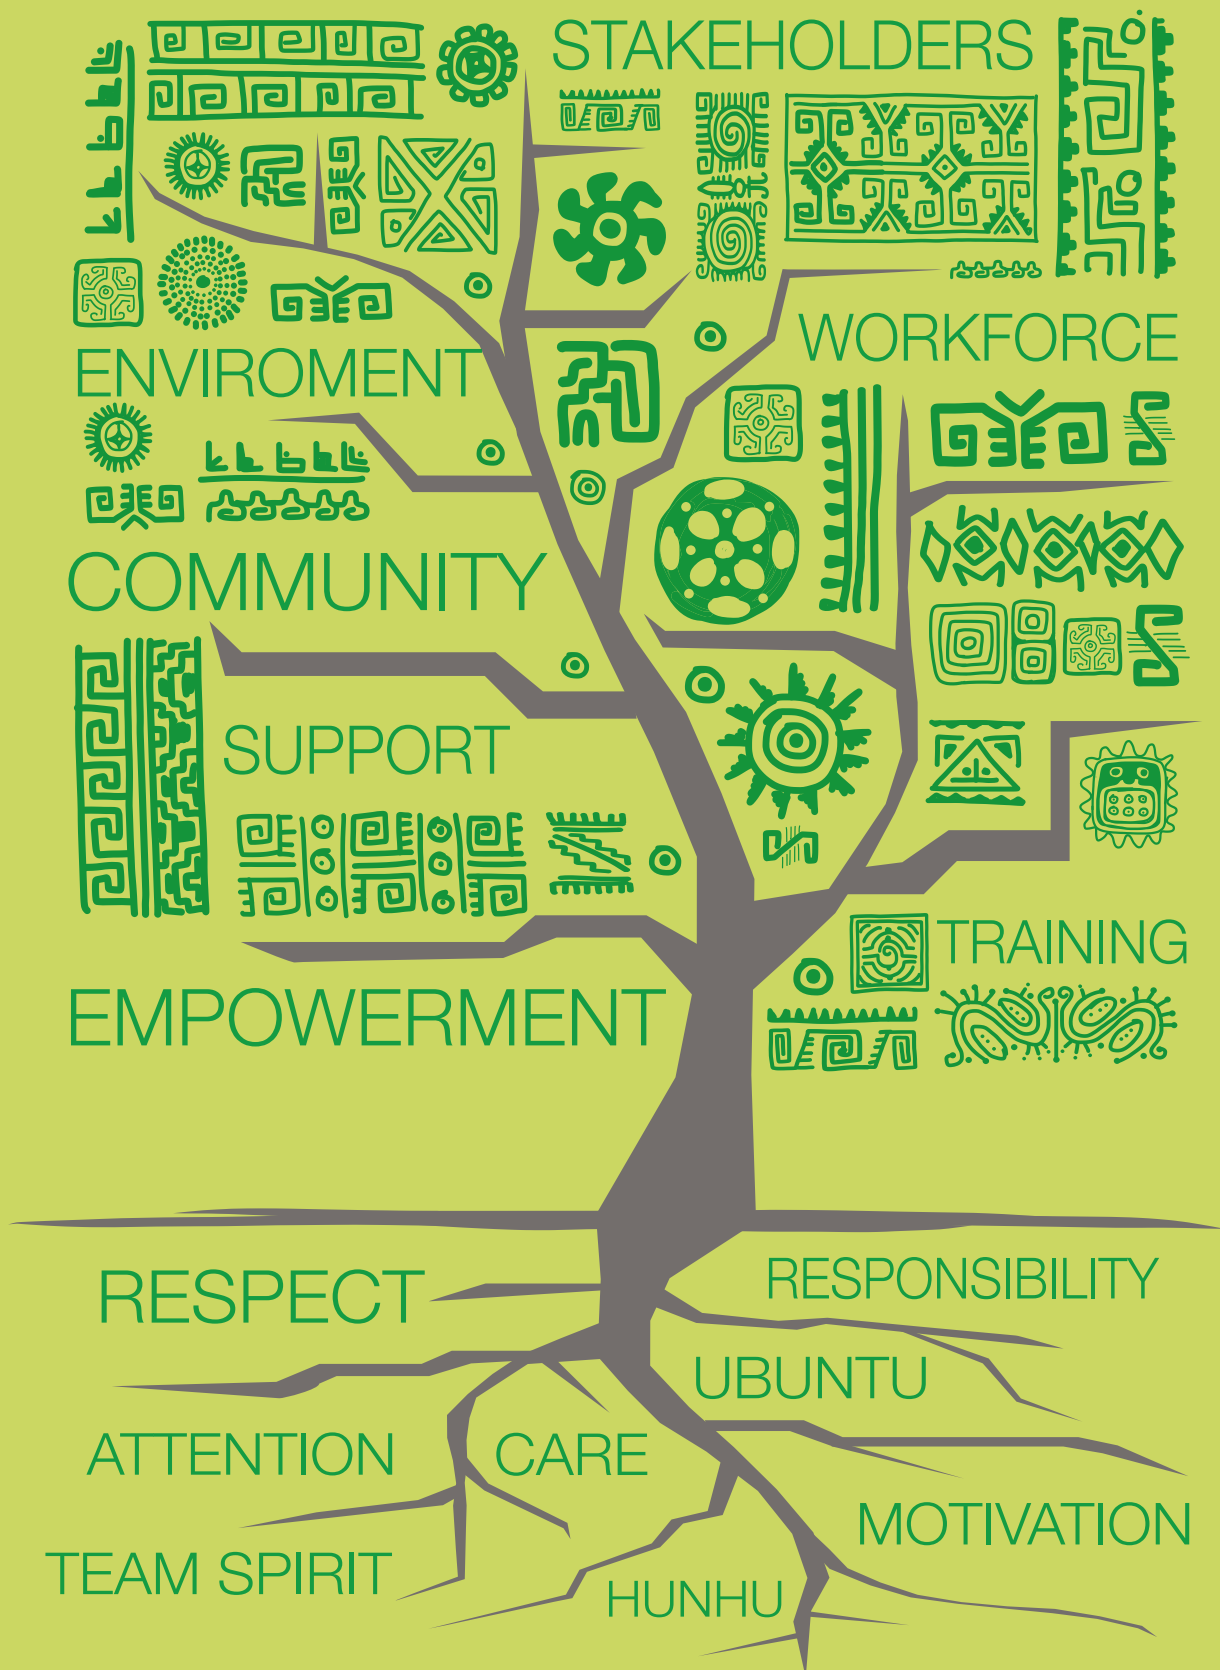 STAKEHOLDERS
WORKFORCE
ENVIROMENT
COMMUNITY
SUPPORT
TRAINING
EMPOWERMENT
RESPECT
RESPONSIBILITY
UBUNTU
ATTENTION
CARE
MOTIVATION
TEAM SPIRIT
HUNHU